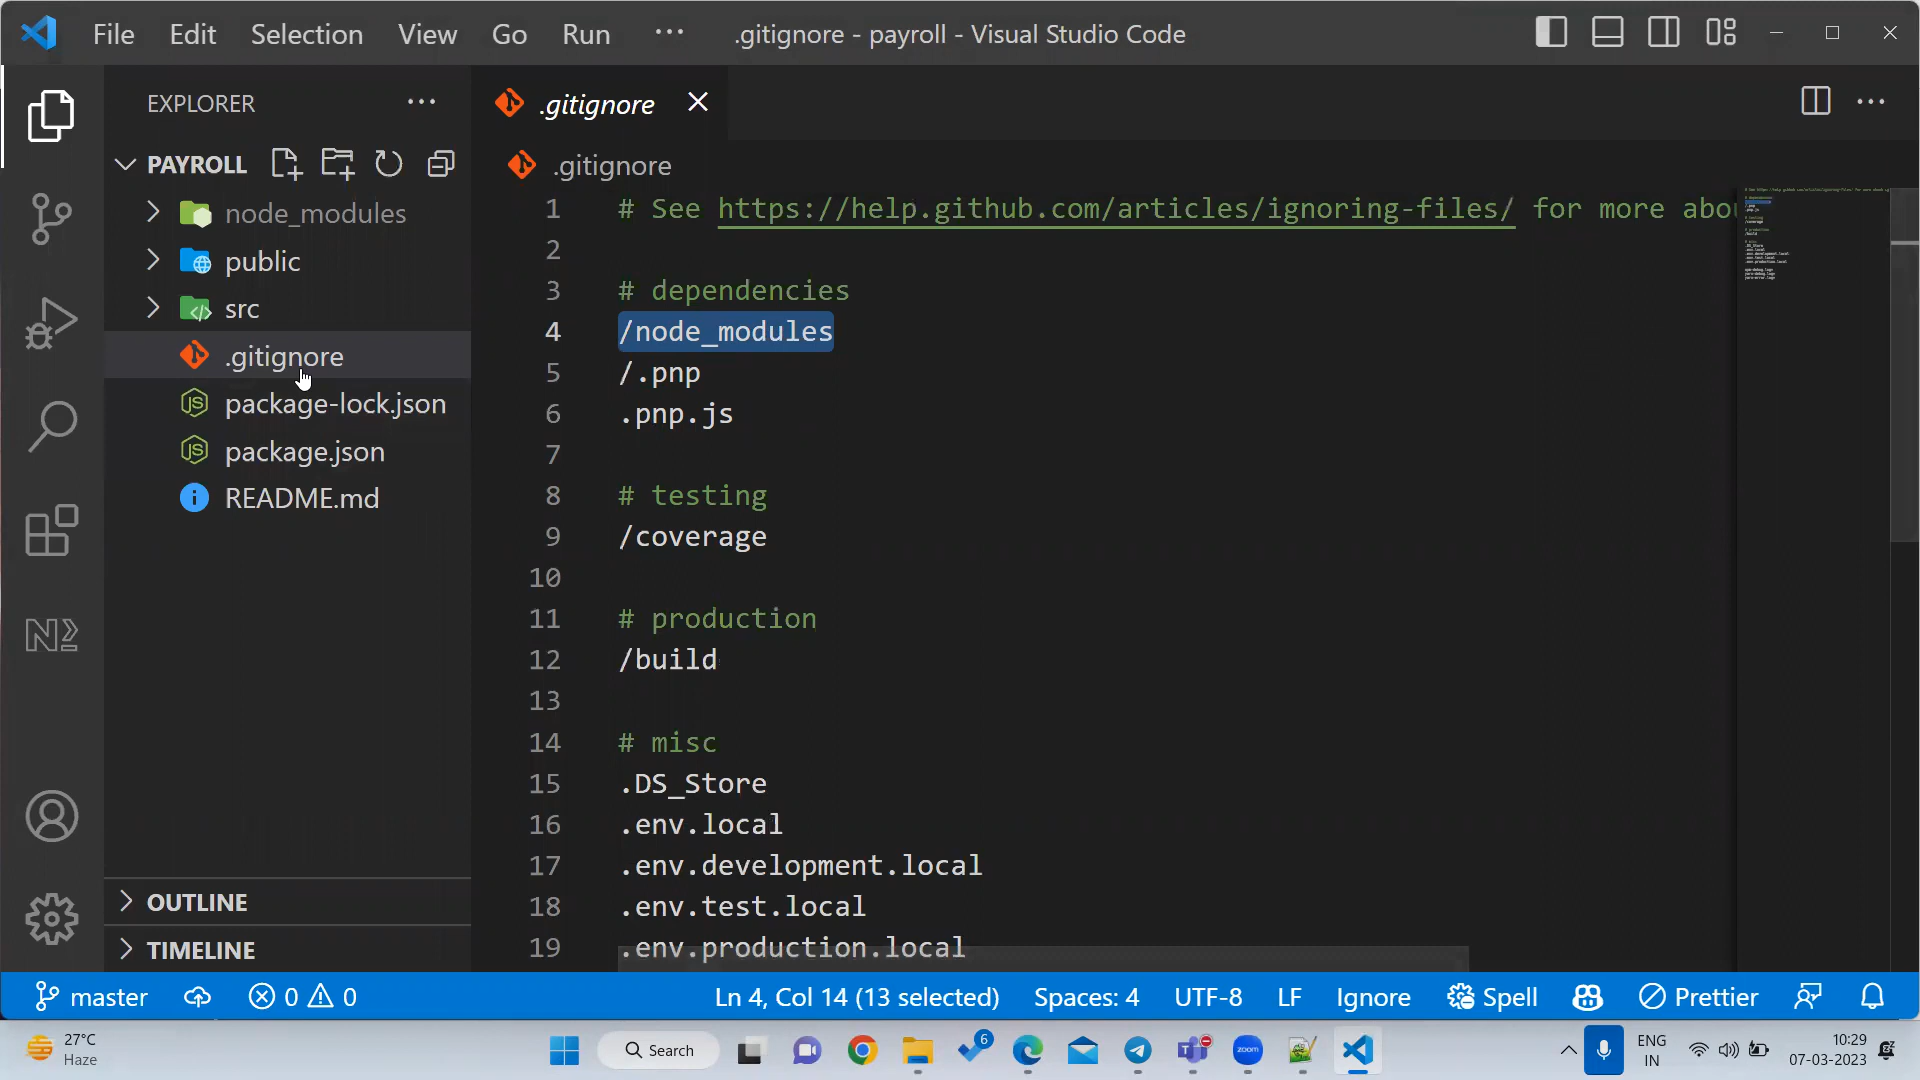 File Edit Selection View Go Run ··· .gitignore - payroll - Visual Studio Code
EXPLORER
PAYROLL
node_modules
public
src
.gitignore
package-lock.json
package.json
README.md
OUTLINE
TIMELINE
.gitignore
.gitignore
1 # See https://help.github.com/articles/ignoring-files/ for more abou
2
3 # dependencies
4 /node_modules
5 /.pnp
6 .pnp.js
7
8 # testing
9 /coverage
10
11 # production
12 /build
13
14 # misc
15 .DS_Store
16 .env.local
17 .env.development.local
18 .env.test.local
19 .env.production.local
master 0 0 Ln 4, Col 14 (13 selected) Spaces: 4 UTF-8 LF Ignore Spell Prettier
27°C
Haze
Search
6
zoom
ENG
IN
10:29
07-03-2023